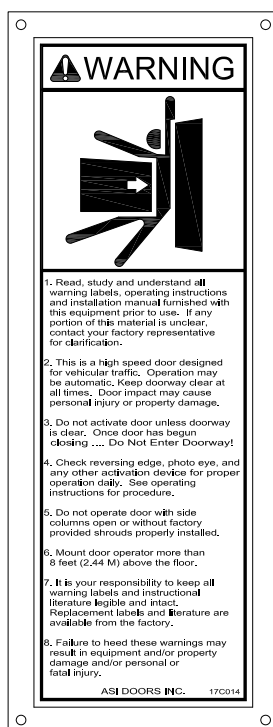 WARNING
1. Read, study and understand all
warning labels, operating instructions
and installation manual furnished with
this equipment prior to use. If any
portion of this material is unclear,
contact your factory representative
for clarification.
2. This is a high speed door designed
for vehicular traffic. Operation may
be automatic. Keep doorway clear at
all times. Door impact may cause
personal injury or property damage.
3. Do not activate door unless doorway
is clear. Once door has begun
closing .... Do Not Enter Doorway!
4. Check reversing edge, photo eye, and
any other activation device for proper
operation daily. See operating
instructions for procedure.
5. Do not operate door with side
columns open or without factory
provided shrouds properly installed.
6. Mount door operator more than
8 feet (2.44 M) above the floor.
7. It is your responsibility to keep all
warning labels and instructional
literature legible and intact.
Replacement labels and literature are
available from the factory.
8. Failure to heed these warnings may
result in equipment and/or property
damage and/or personal or
fatal injury.
ASI DOORS INC. 17C014